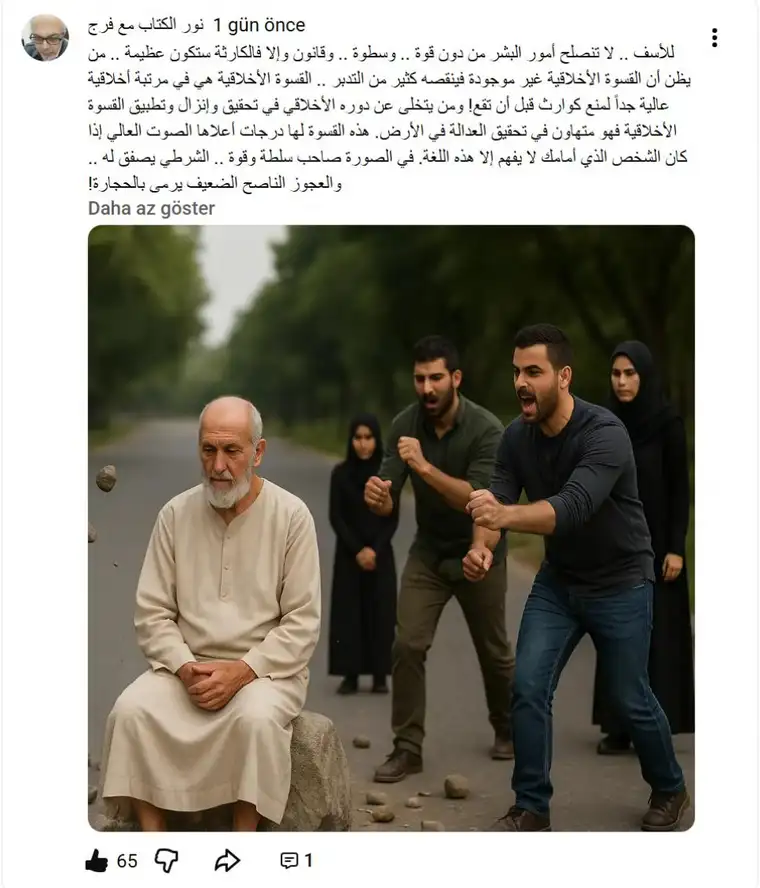 نور الكتاب مع فرج 1 gün önce
للأسف .. لا تنصلح أمور البشر من دون قوة .. وسطوة .. وقانون وإلا فالكارثة ستكون عظيمة .. من
يظن أن القسوة الأخلاقية غير موجودة فينقصه كثير من التدبر .. القسوة الأخلاقية هي في مرتبة أخلاقية
عالية جداً لمنع كوارث قبل أن تقع! ومن يتخلى عن دوره الأخلاقي في تحقيق وإنزال وتطبيق القسوة
الأخلاقية فهو متهاون في تحقيق العدالة في الأرض. هذه القسوة لها درجات أعلاها الصوت العالي إذا
كان الشخص الذي أمامك لا يفهم إلا هذه اللغة. في الصورة صاحب سلطة وقوة .. الشرطي يصفق له ..
والعجوز الناصح الضعيف يرمى بالحجارة!
Daha az göster
65
1